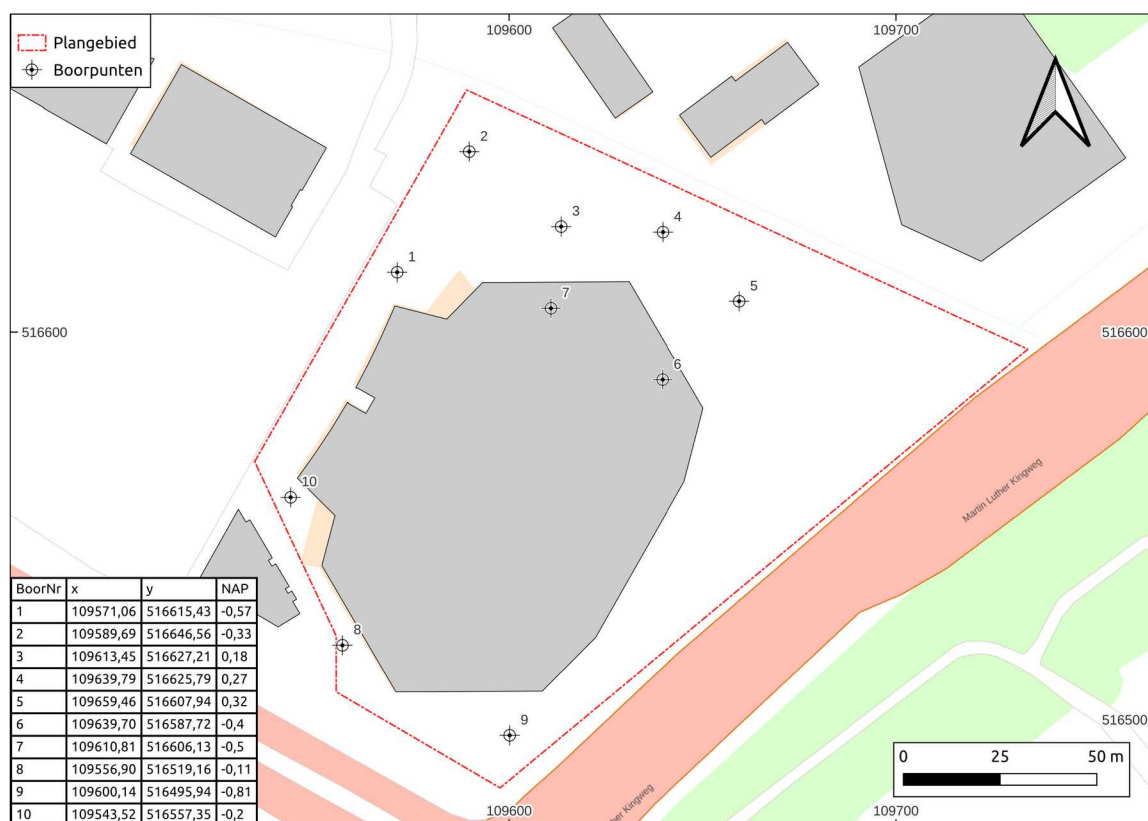 109600
109700
Plangebied
Boorpunten
2
3
4
1
5
7
516600
516600
6
10
Martin Luther Kingweg
8
9
516500
BoorNr x y NAP
1 109571,06 516615,43 -0,57
2 109589,69 516646,56 -0,33
3 109613,45 516627,21 0,18
4 109639,79 516625,79 0,27
5 109659,46 516607,94 0,32
6 109639,70 516587,72 -0,4
7 109610,81 516606,13 -0,5
8 109556,90 516519,16 -0,11
9 109600,14 516495,94 -0,81
10 109543,52 516557,35 -0,2
0 25 50 m
ther Kingweg
109600
109700